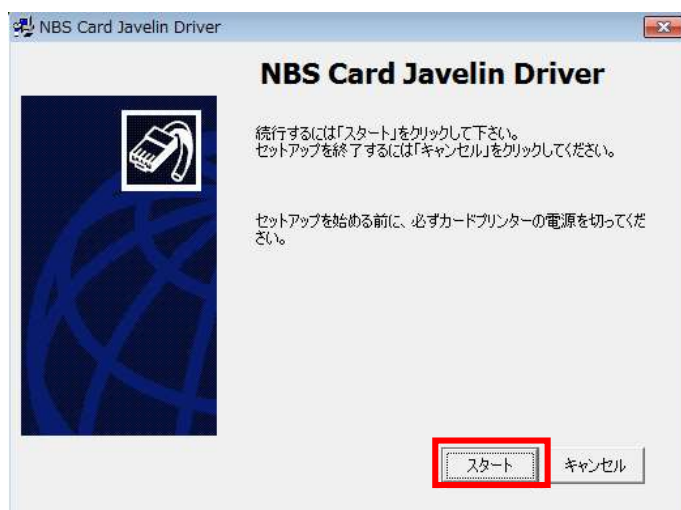 NBS Card Javelin Driver
NBS Card Javelin Driver
続行するには「スタート」をクリックして下さい。
セットアップを終了するには「キャンセル」をクリックしてください。
セットアップを始める前に、必ずカードプリンターの電源を切ってくだ
さい。
スタート
キャンセル